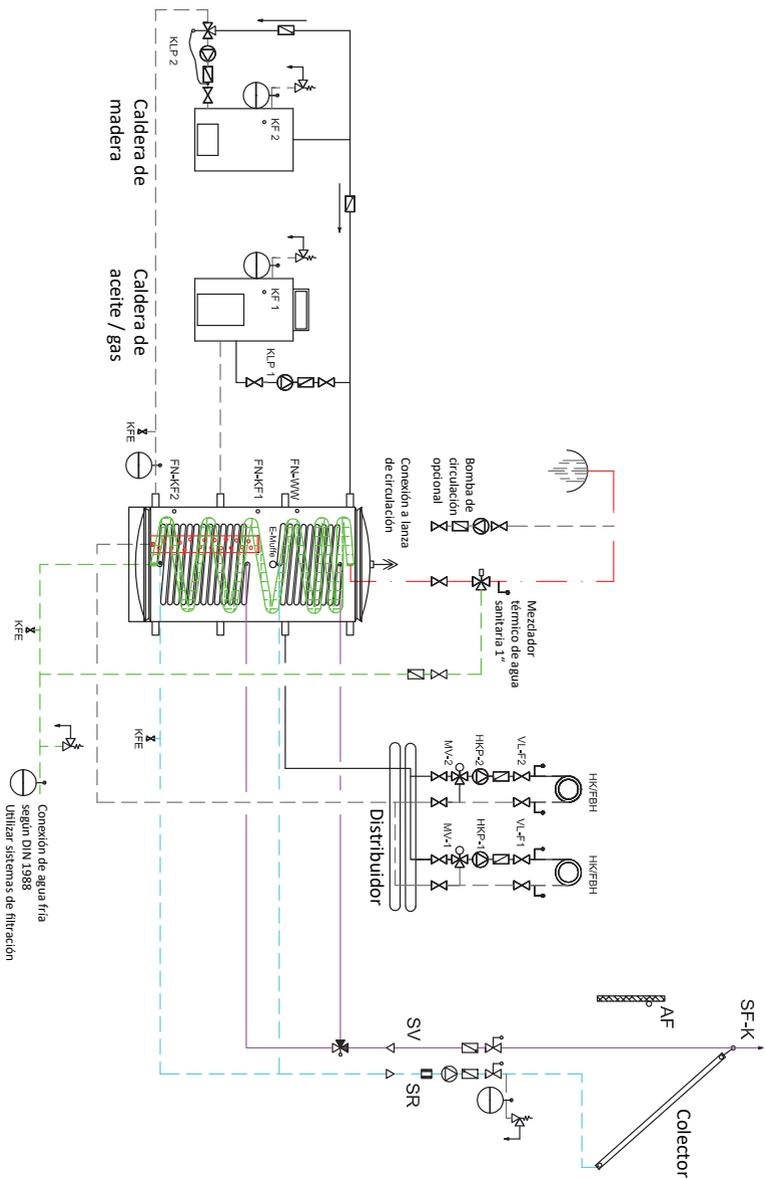 KLP 2
KF 2
Caldera de
madera
KF 1
Caldera de
aceite / gas
KLP 1
KFE
FN-KF2
FN-KF1
FN-WW
E-Muffe
Conexión a lanza
de circulación
Bomba de
circulación
opcional
Mezclador
térmico de agua
sanitaria 1“
KFE
KFE
Conexión de agua fría
según DIN 1988
Utilizar sistemas de filtración
MV-2
HKP-2
VL-F2
HK/FBH
MV-1
HKP-1
VL-F1
HK/FBH
Distribuidor
AF
SF-K
SV
SR
Colector